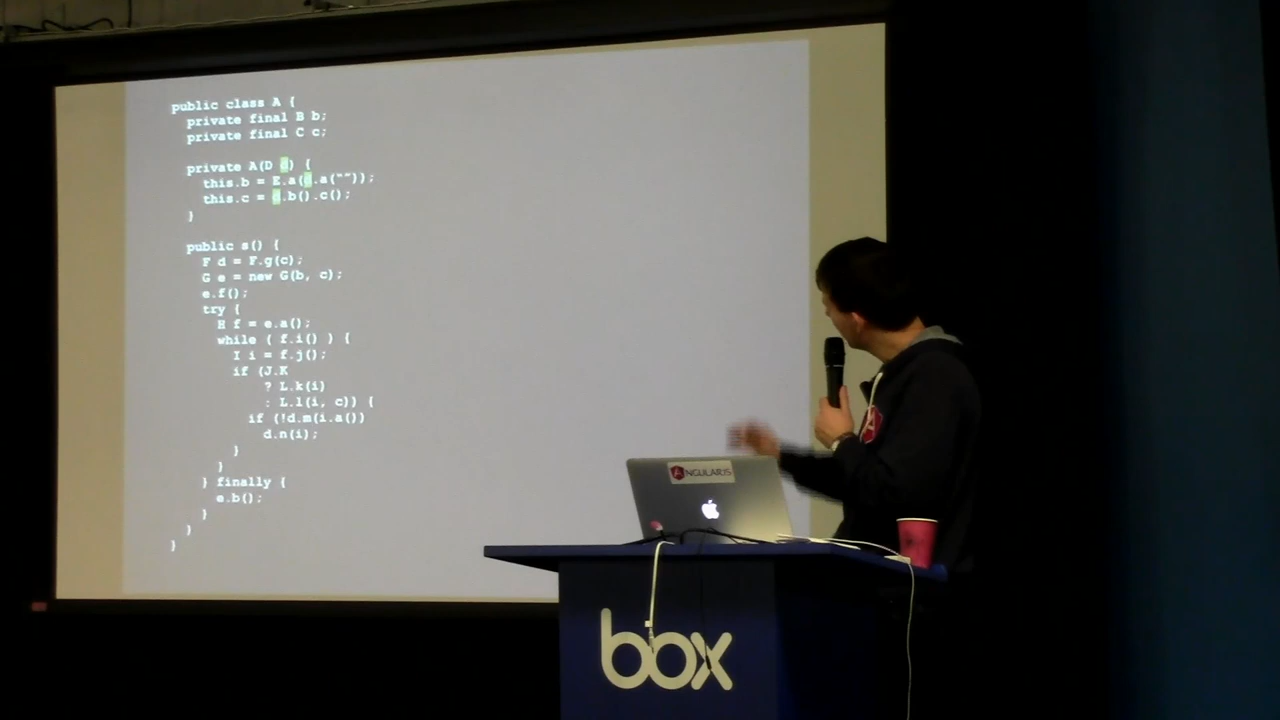 public class A {
private final B b;
private final C c;
private A(D d) {
this.b = E.a(d.a(""));
this.c = d.b().c();
}
public s() {
F d = F.g(c);
G e = new G(b, c);
e.f();
try {
H f = e.a();
while ( f.i() ) {
I i = f.j();
if (J.K
? L.k(i)
: L.l(i, c)) {
if (!d.m(i.a())
d.n(i);
}
}
} finally {
e.b();
}
}
}
ANGULARJS
A
box